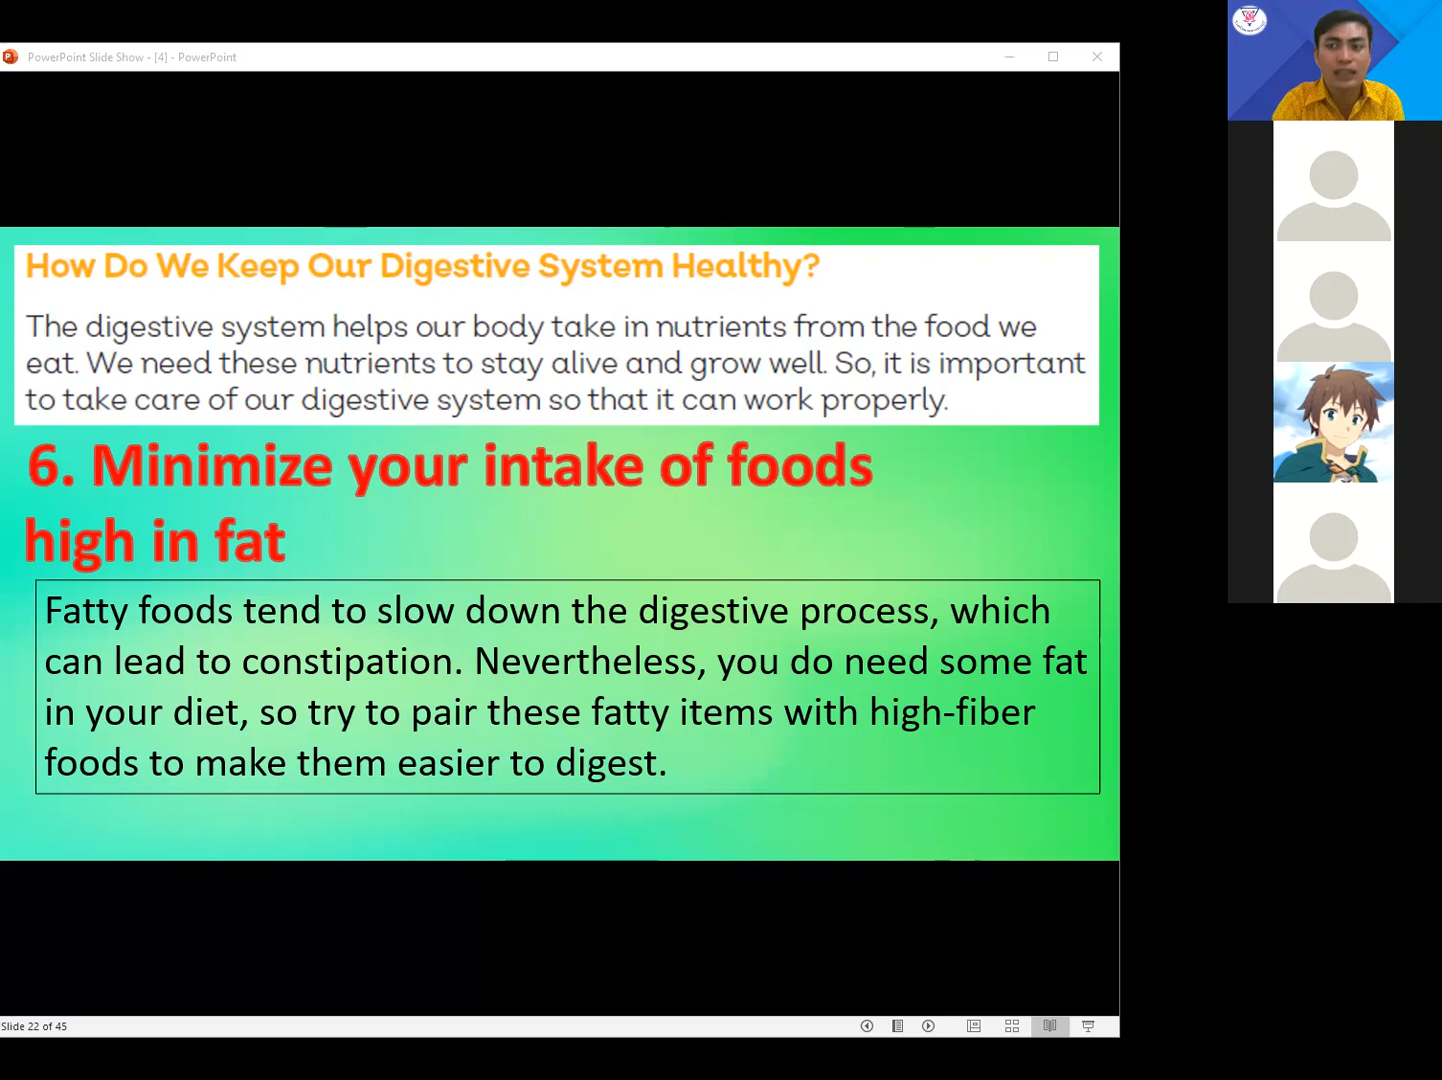 PowerPoint Slide Show - [4] - PowerPoint
How Do We Keep Our Digestive System Healthy?
The digestive system helps our body take in nutrients from the food we
eat. We need these nutrients to stay alive and grow well. So, it is important
to take care of our digestive system so that it can work properly.
6. Minimize your intake of foods
high in fat
Fatty foods tend to slow down the digestive process, which
can lead to constipation. Nevertheless, you do need some fat
in your diet, so try to pair these fatty items with high-fiber
foods to make them easier to digest.
Slide 22 of 45